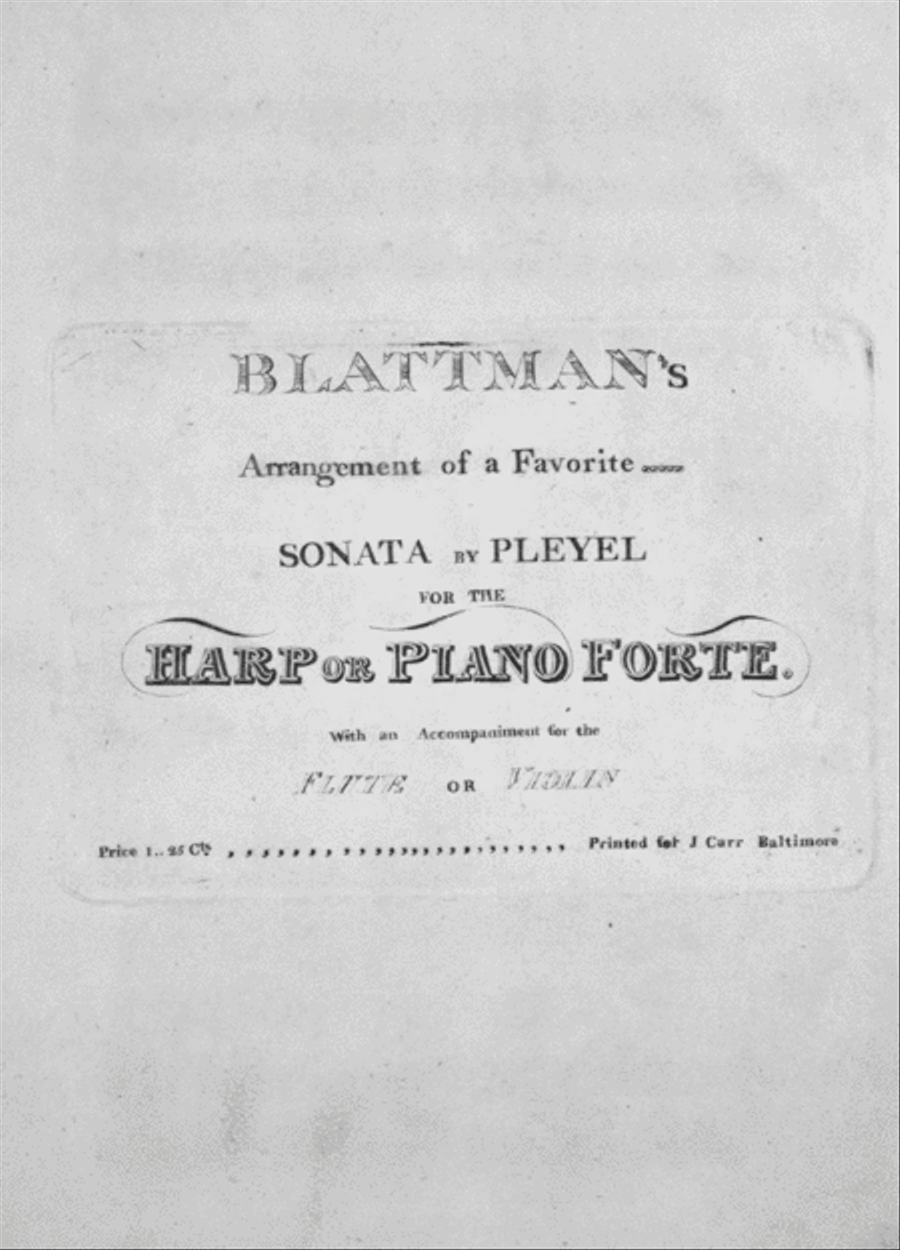 BLATTMAN's
Arrangement of a Favorite
SONATA BY PLEYEL
FOR THE
HARP OR PIANO FORTE.
With an Accompaniment for the
FLUTE OR VIOLIN
Price 1.. 25 Cts ,,,,,,,,,,,,,,,,,,,,,,,, Printed for J Carr Baltimore